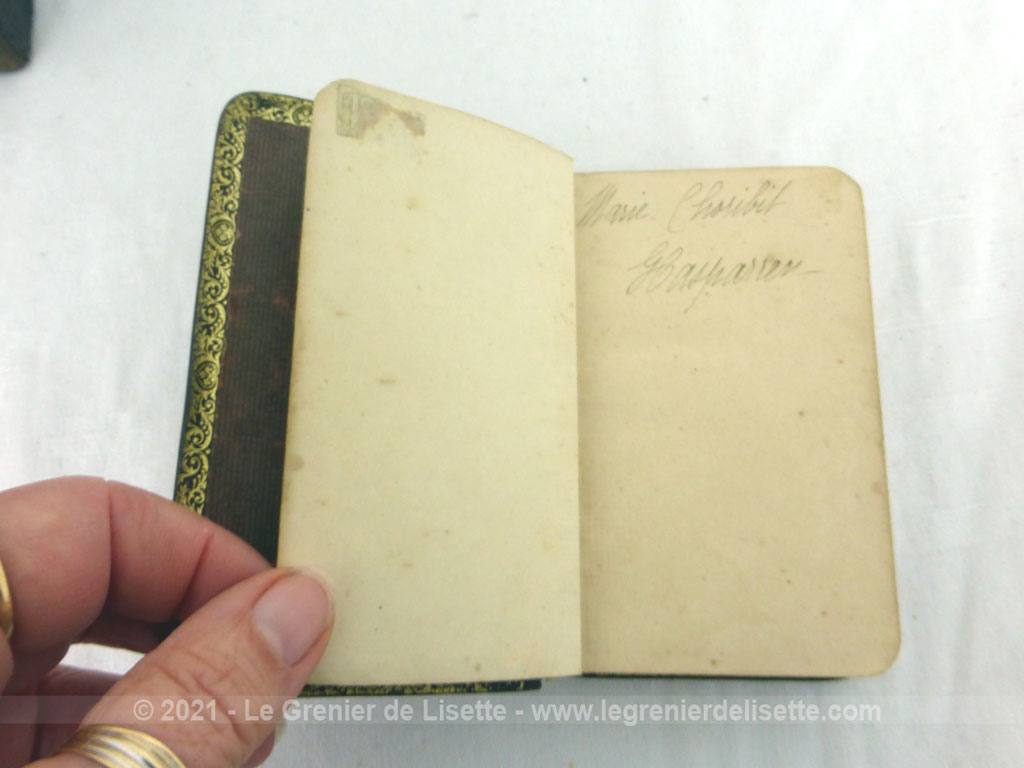 Marie Choribit
Hasparren
© 2021 - Le Grenier de Lisette - www.legrenierdelisette.com